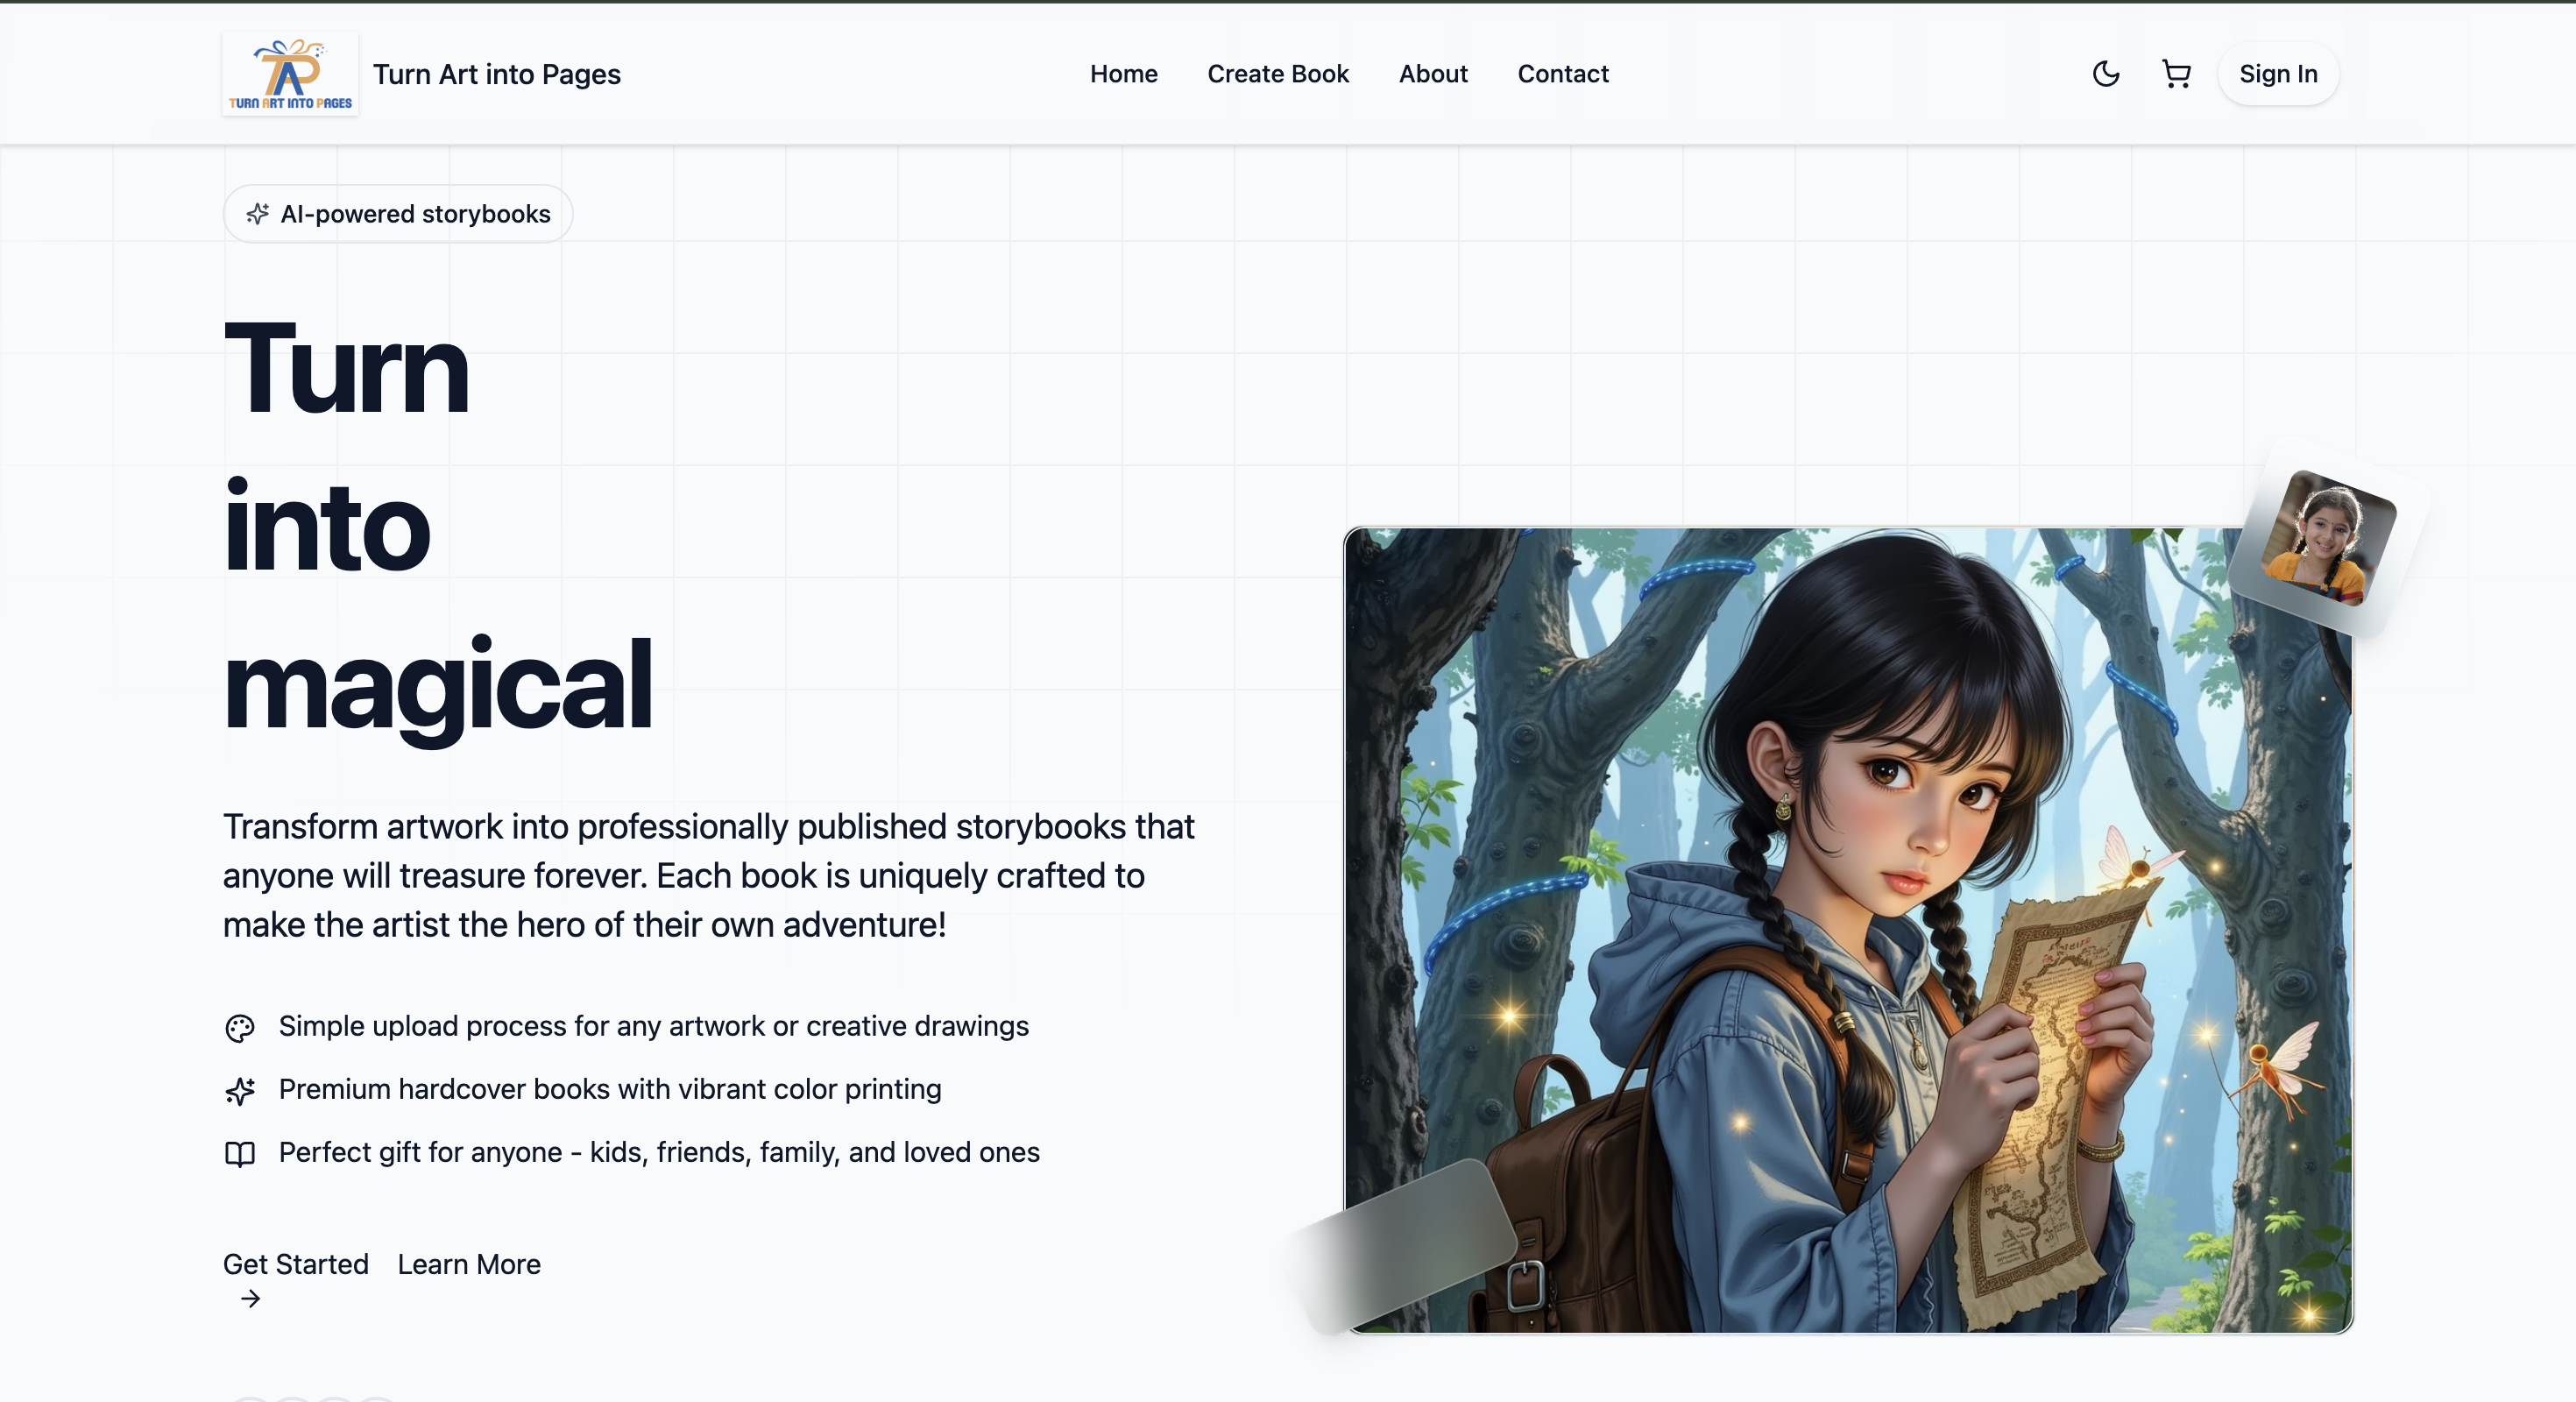 TURN ART INTO PAGES
Turn Art into Pages
Home
Create Book
About
Contact
Sign In
AI-powered storybooks
Turn
into
magical
Transform artwork into professionally published storybooks that
anyone will treasure forever. Each book is uniquely crafted to
make the artist the hero of their own adventure!
Simple upload process for any artwork or creative drawings
Premium hardcover books with vibrant color printing
Perfect gift for anyone - kids, friends, family, and loved ones
Get Started
Learn More